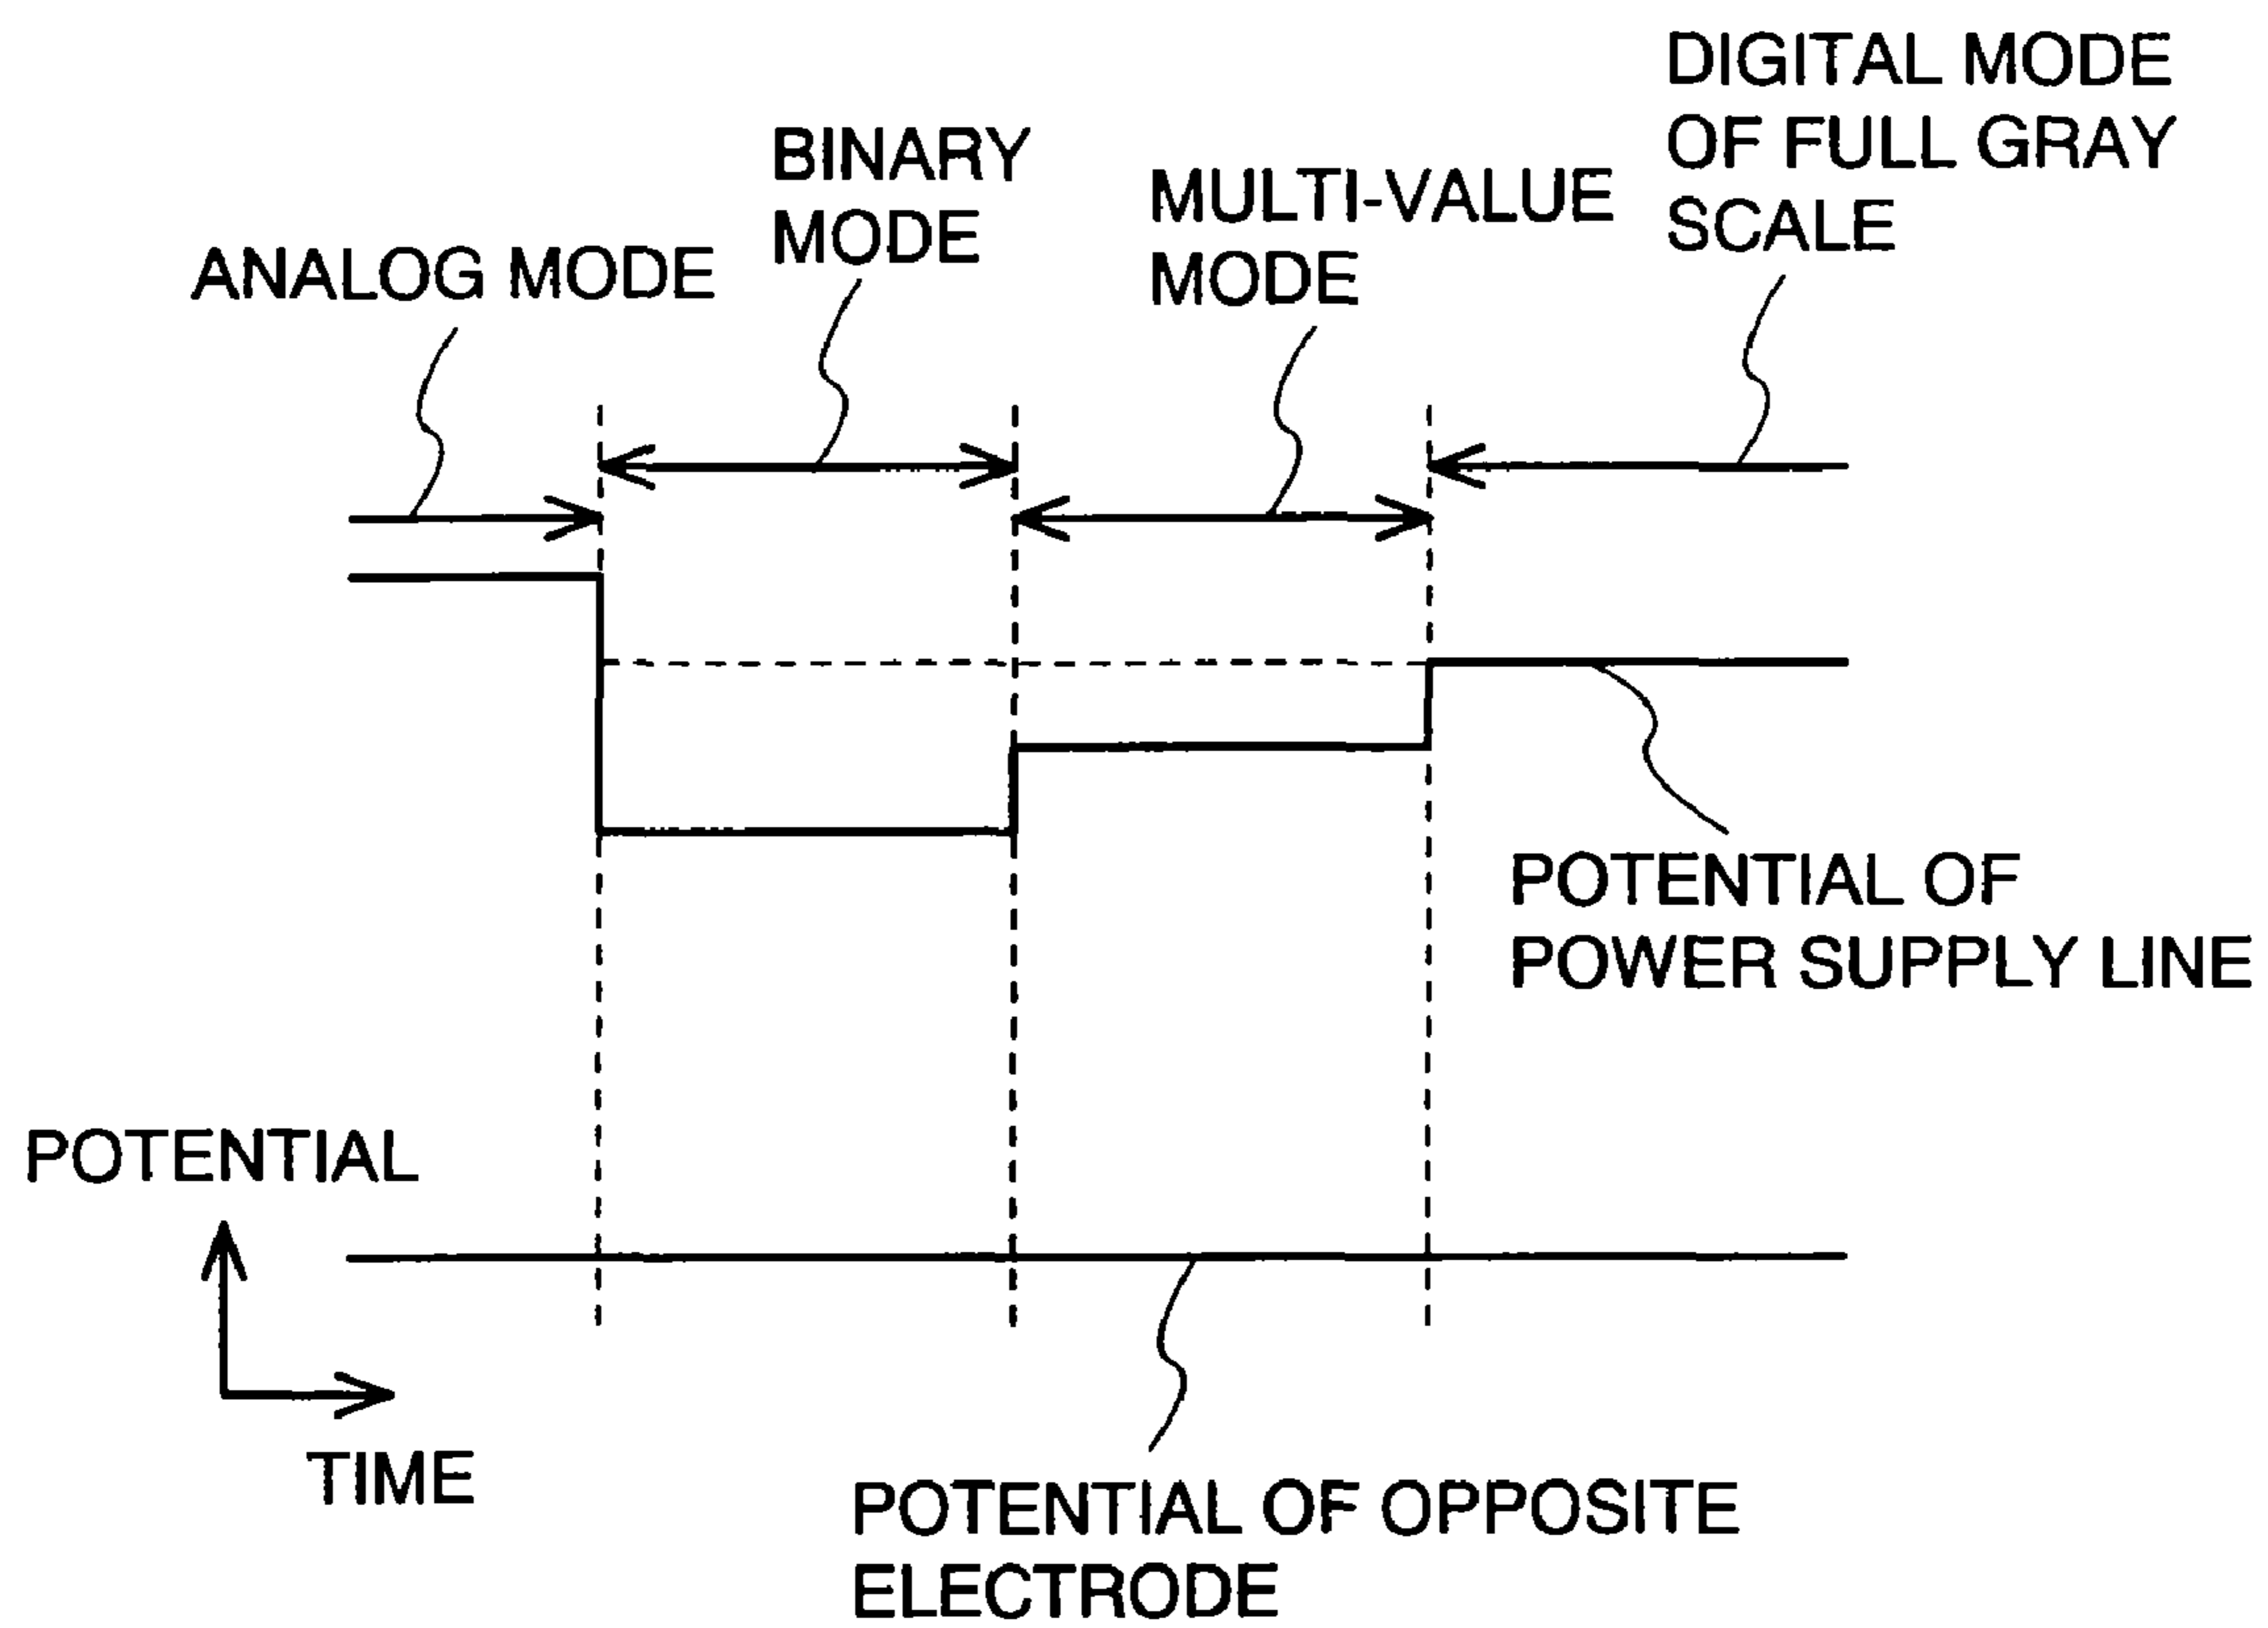 DIGITAL MODE
OF FULL GRAY
SCALE
BINARY
MODE
MULTI-VALUE
MODE
ANALOG MODE
POTENTIAL OF
POWER SUPPLY LINE
POTENTIAL
TIME
POTENTIAL OF OPPOSITE
ELECTRODE